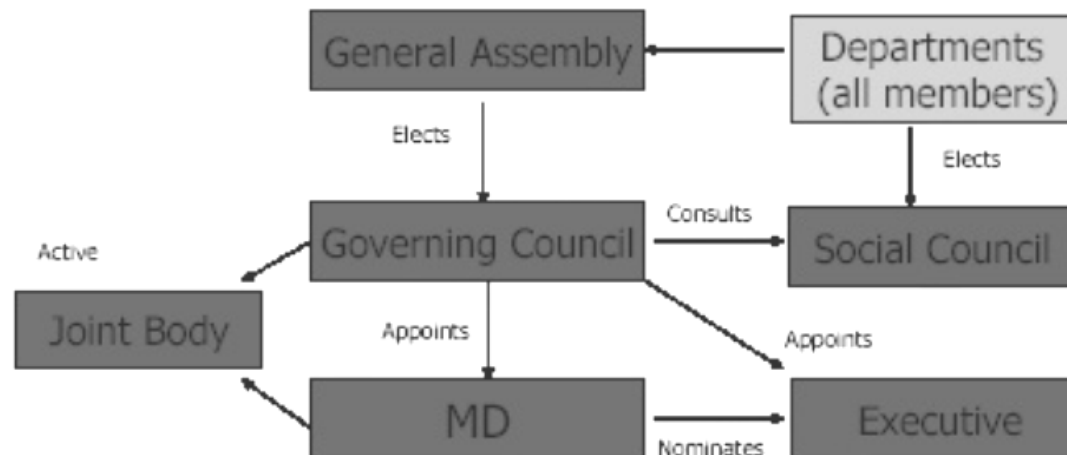 General Assembly
Departments
(all members)
Elects
Elects
Governing Council
Consults
Social Council
Active
Joint Body
Appoints
Appoints
MD
Nominates
Executive